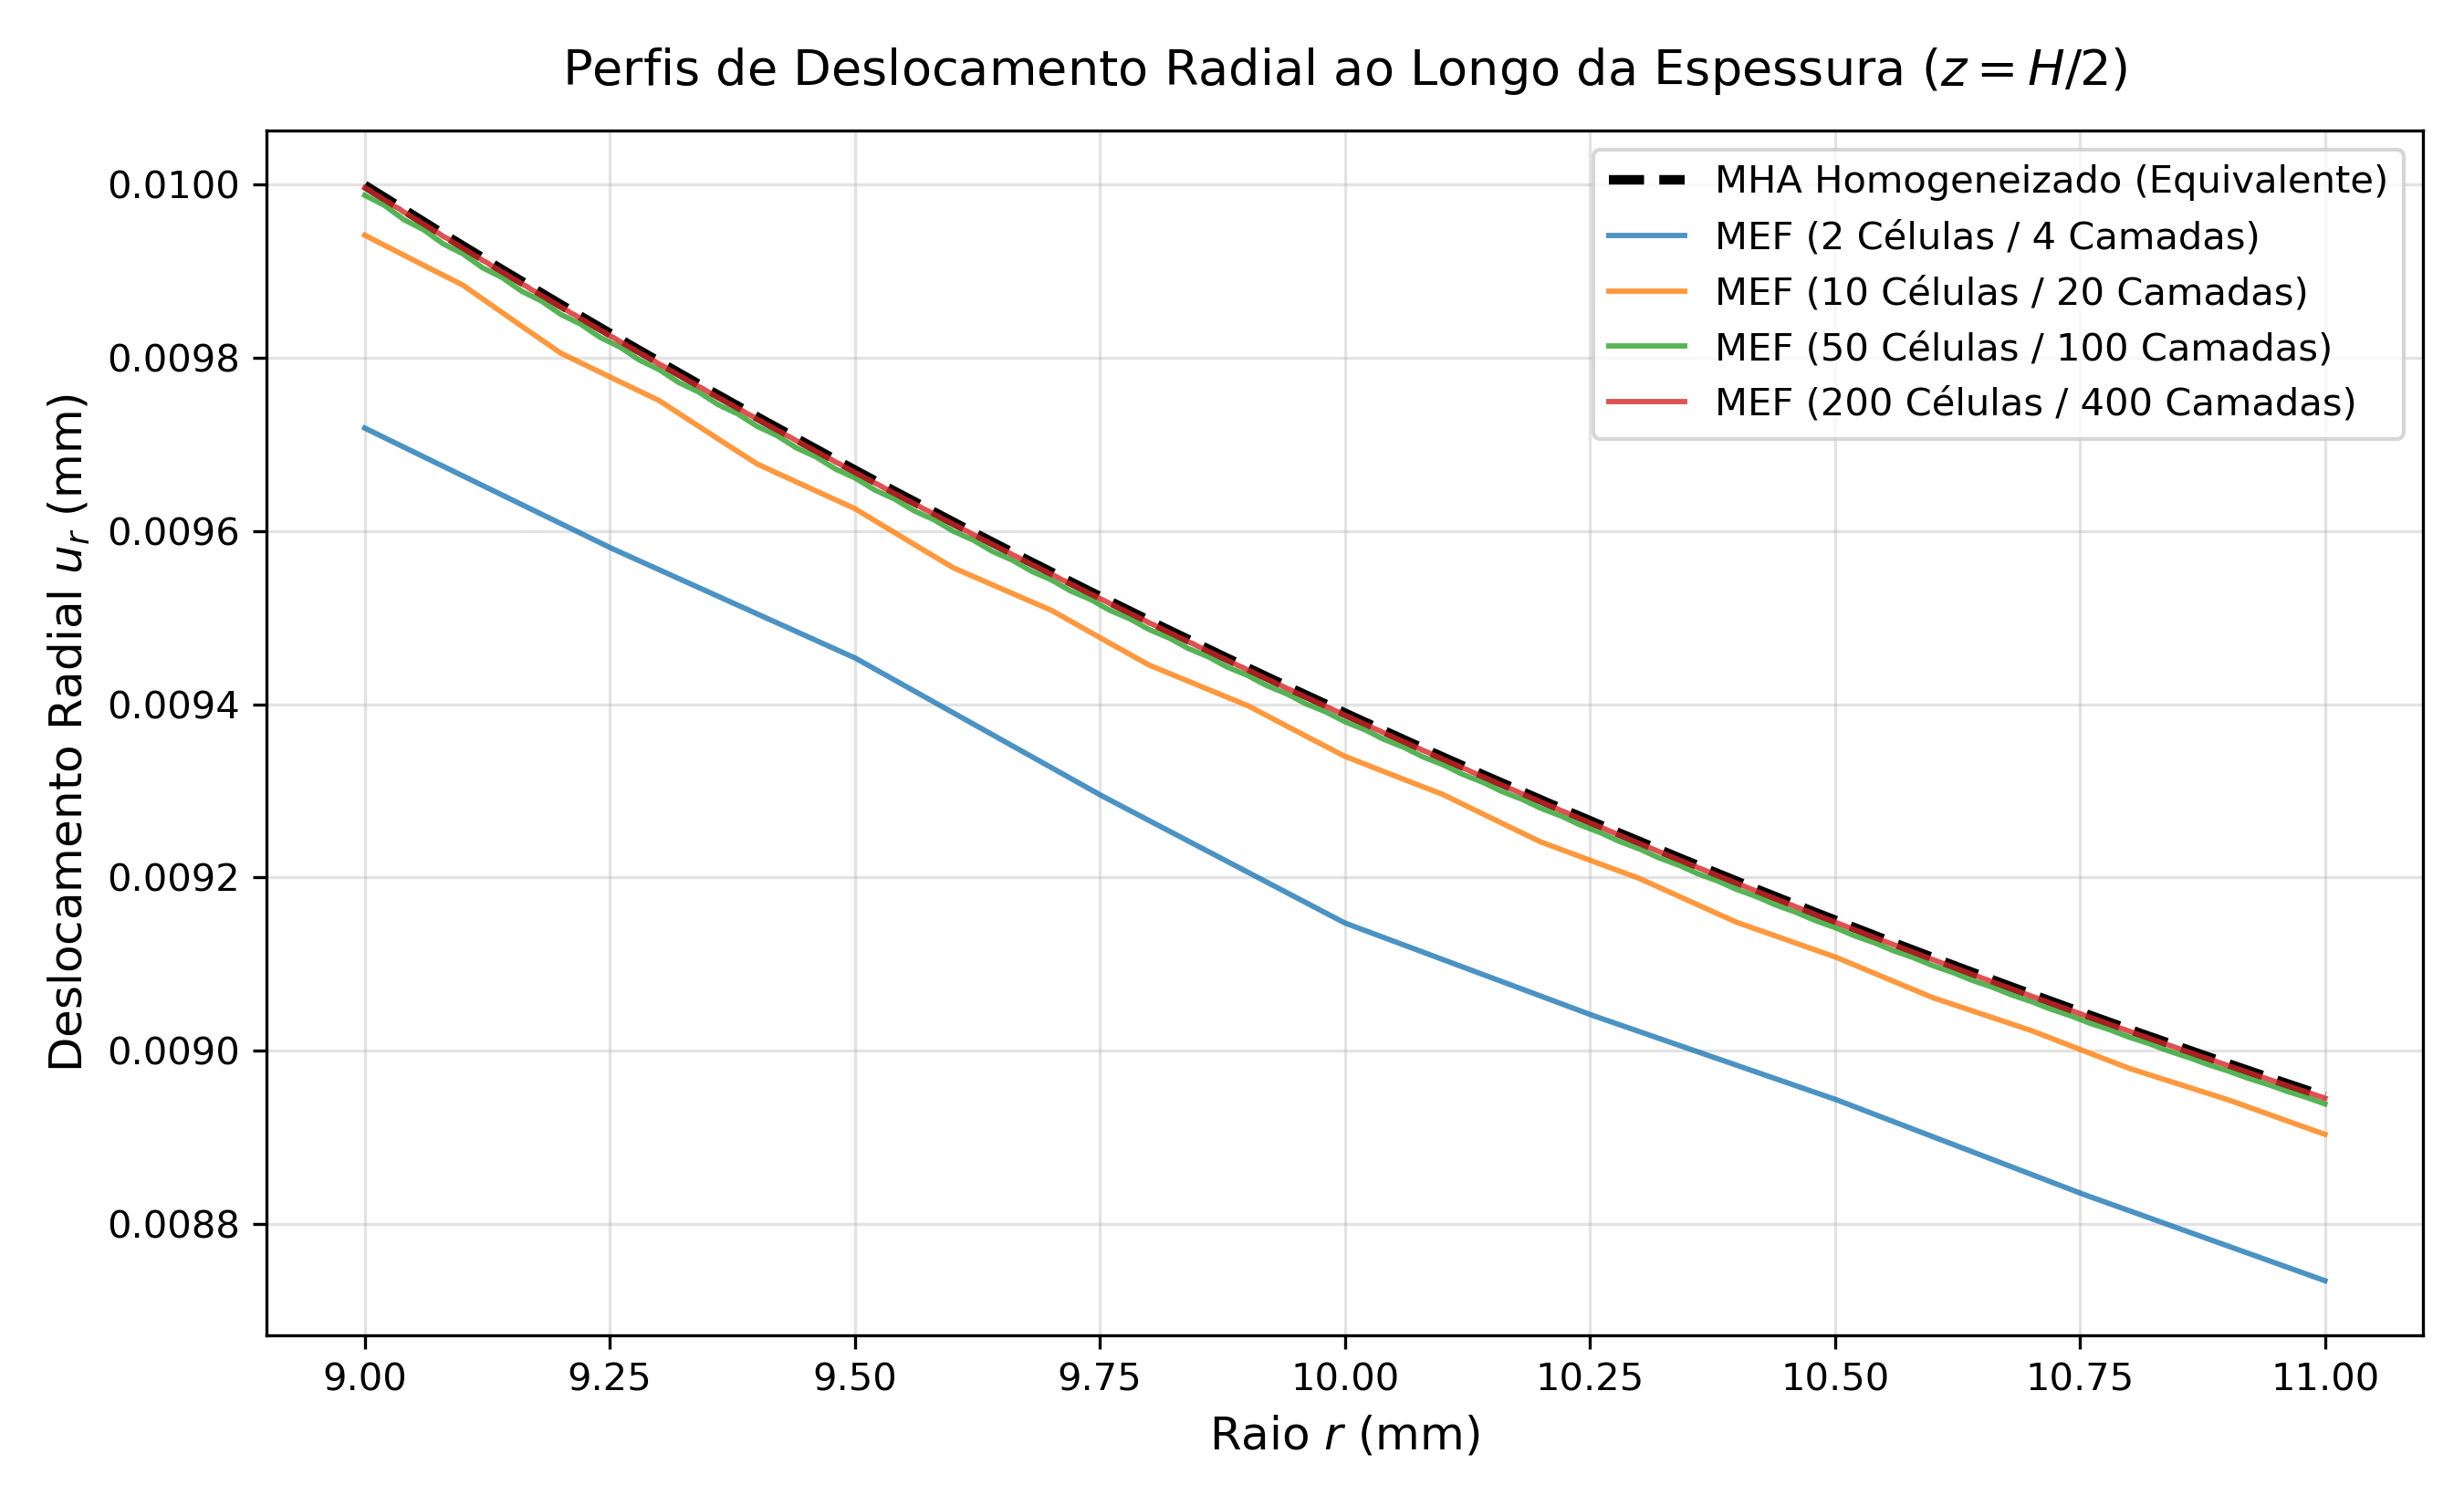 Perfis de Deslocamento Radial ao Longo da Espessura (z = H/2)
MHA Homogeneizado (Equivalente)
MEF (2 Células / 4 Camadas)
MEF (10 Células / 20 Camadas)
MEF (50 Células / 100 Camadas)
MEF (200 Células / 400 Camadas)
Deslocamento Radial u_r (mm)
0.0100
0.0098
0.0096
0.0094
0.0092
0.0090
0.0088
9.00 9.25 9.50 9.75 10.00 10.25 10.50 10.75 11.00
Raio r (mm)